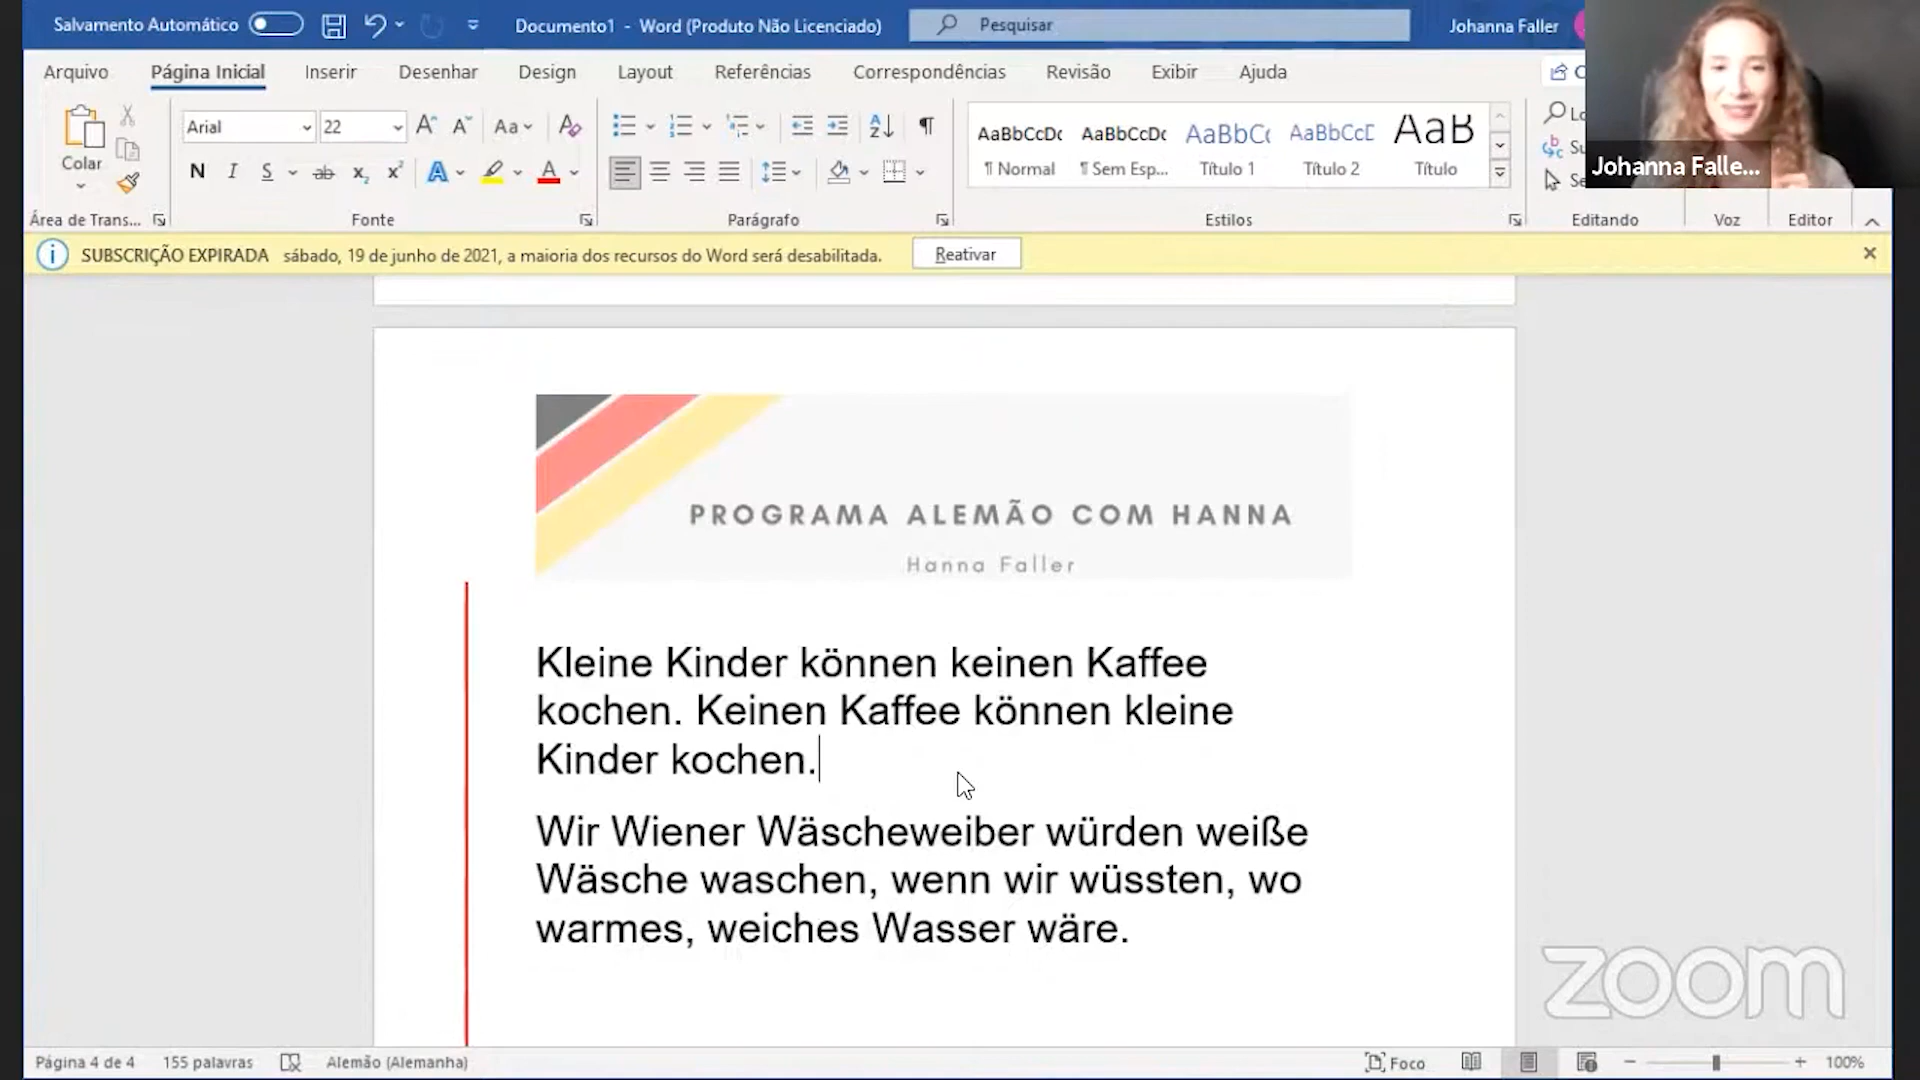 Salvamento Automático
Documento1 - Word (Produto Não Licenciado)
Pesquisar
Johanna Faller
Arquivo Página Inicial Inserir Desenhar Design Layout Referências Correspondências Revisão Exibir Ajuda
Colar
Arial 22
Aa
N I S ab x₂ x² A A
AaBbCcDc AaBbCcDc AaBbCc AaBbCcE AaB
¶ Normal ¶ Sem Esp... Título 1 Título 2 Título
Johanna Falle...
Área de Trans... Fonte Parágrafo Estilos Editando Voz Editor
SUBSCRIÇÃO EXPIRADA sábado, 19 de junho de 2021, a maioria dos recursos do Word será desabilitada. Reativar
PROGRAMA ALEMÃO COM HANNA
Hanna Faller
Kleine Kinder können keinen Kaffee
kochen. Keinen Kaffee können kleine
Kinder kochen.
Wir Wiener Wäscheweiber würden weiße
Wäsche waschen, wenn wir wüssten, wo
warmes, weiches Wasser wäre.
zoom
Página 4 de 4 155 palavras Alemão (Alemanha) Foco 100%